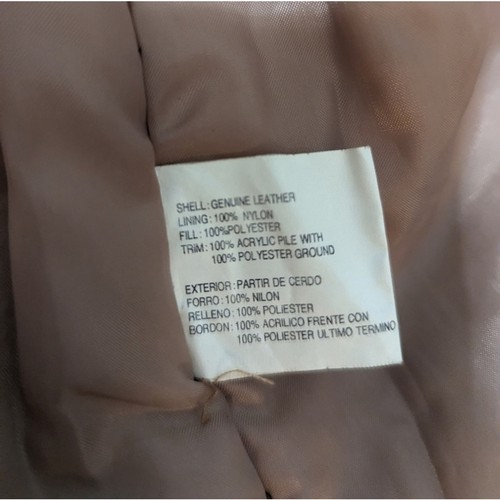 SHELL: GENUINE LEATHER
LINING: 100% NYLON
FILL: 100%POLYESTER
TRIM: 100% ACRYLIC PILE WITH
100% POLYESTER GROUND
EXTERIOR: PARTIR DE CERDO
FORRO: 100% NILON
RELLENO: 100% POLIESTER
BORDON: 100% ACRILICO FRENTE CON
100% POLIESTER ULTIMO TERMINO